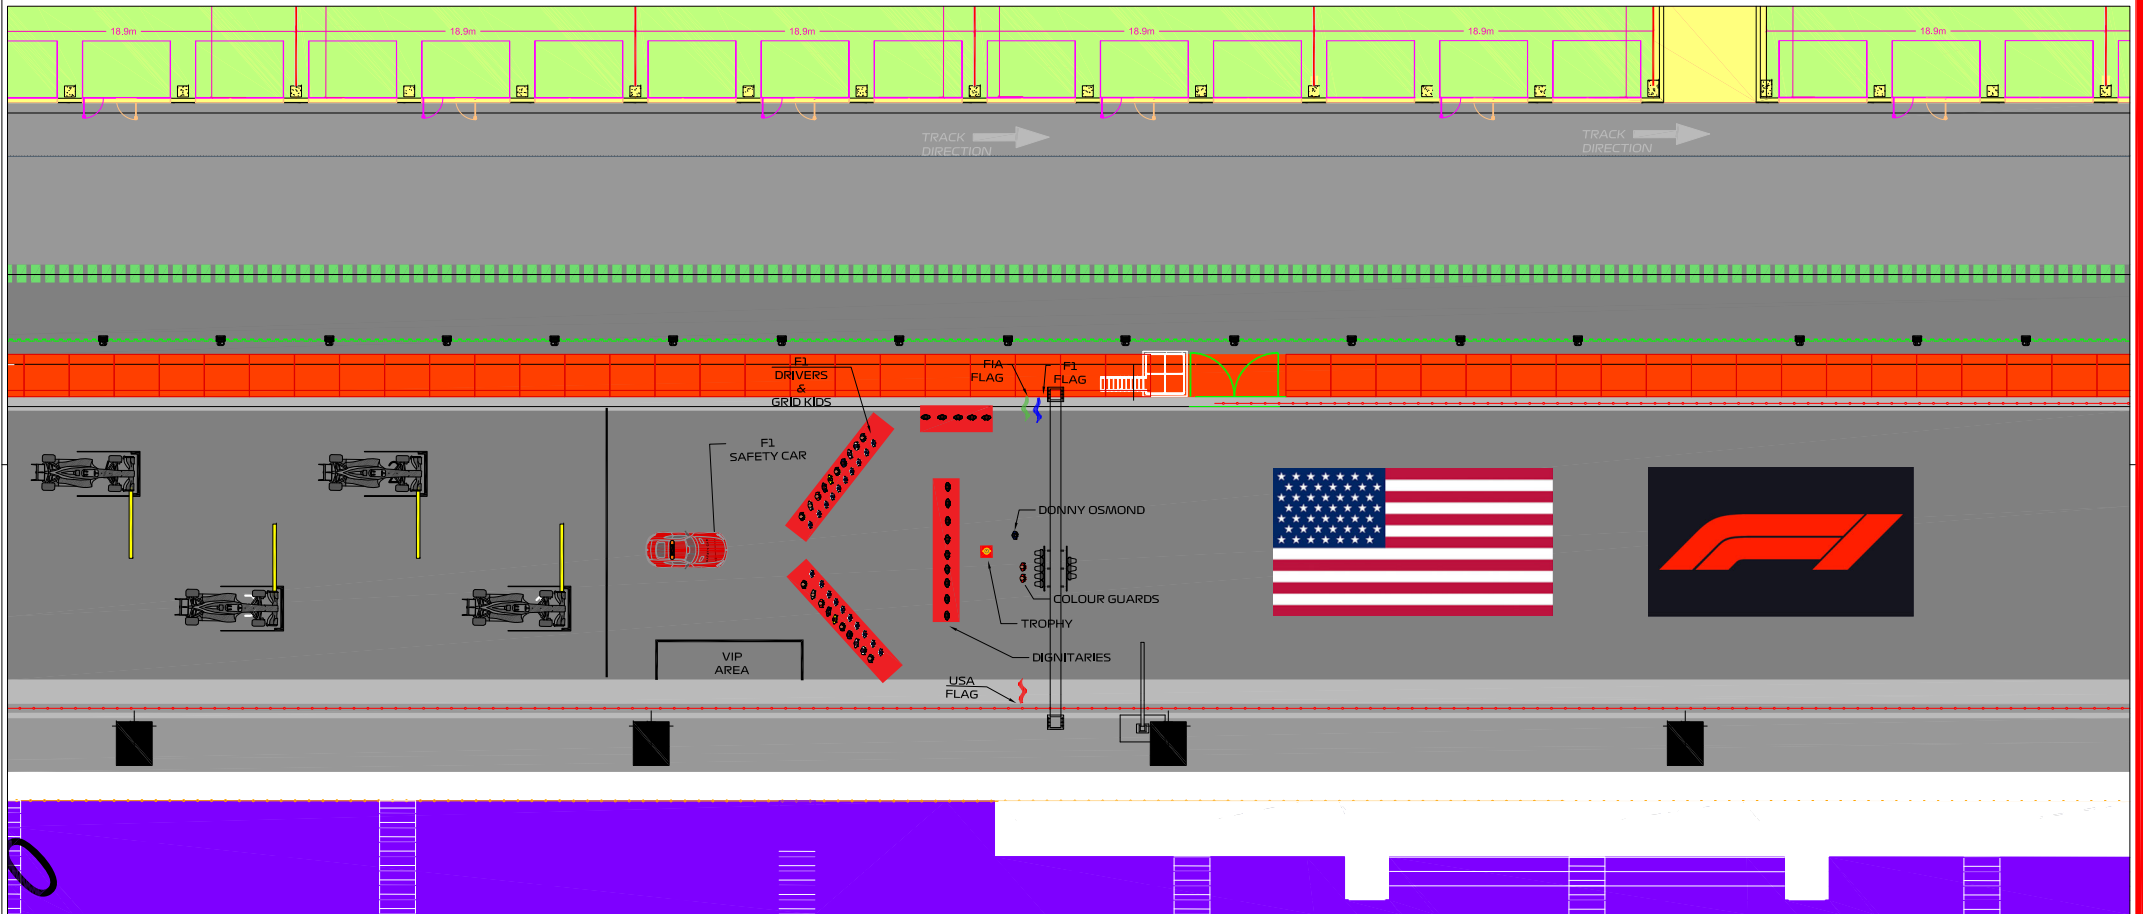 18.9m
18.9m
18.9m
18.9m
18.9m
18.9m
TRACK
DIRECTION
TRACK
DIRECTION
F1
DRIVERS
&
GRID KIDS
FIA
FLAG
F1
FLAG
F1
SAFETY CAR
DONNY OSMOND
COLOUR GUARDS
TROPHY
DIGNITARIES
VIP
AREA
USA
FLAG